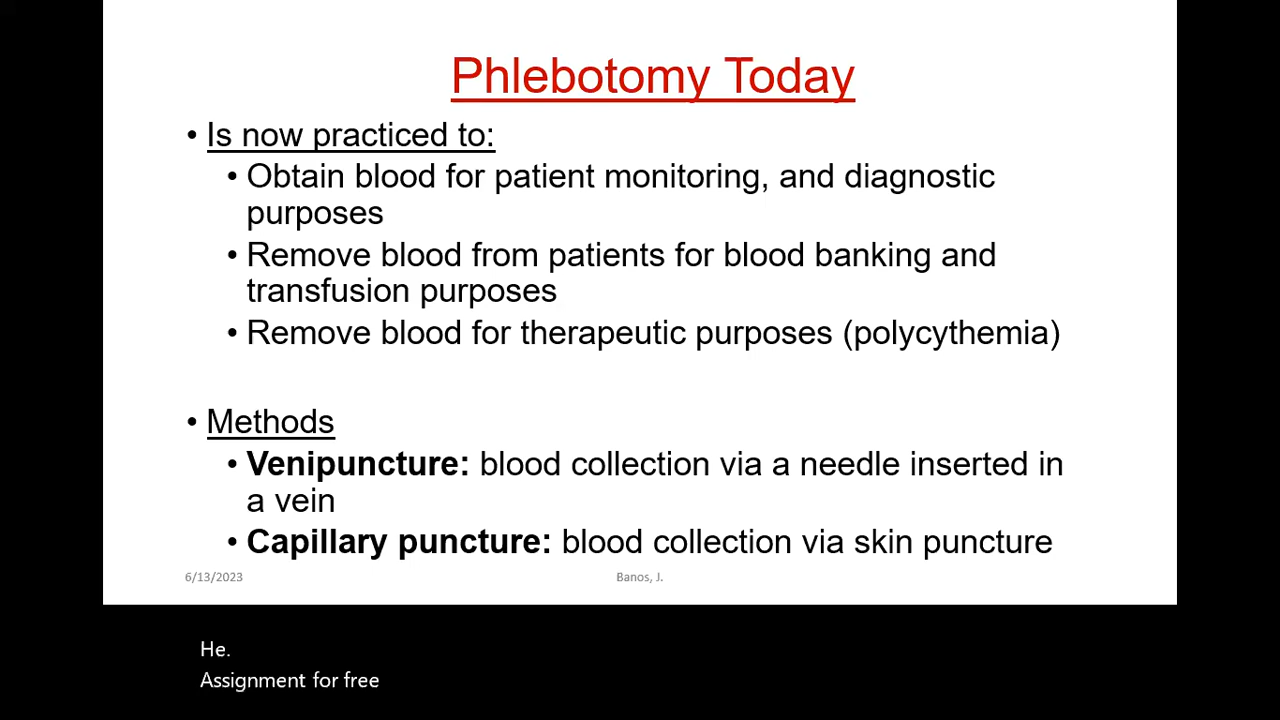 Phlebotomy Today
• Is now practiced to:
• Obtain blood for patient monitoring, and diagnostic
purposes
• Remove blood from patients for blood banking and
transfusion purposes
• Remove blood for therapeutic purposes (polycythemia)
• Methods
• Venipuncture: blood collection via a needle inserted in
a vein
• Capillary puncture: blood collection via skin puncture
6/13/2023
Banos, J.
He.
Assignment for free